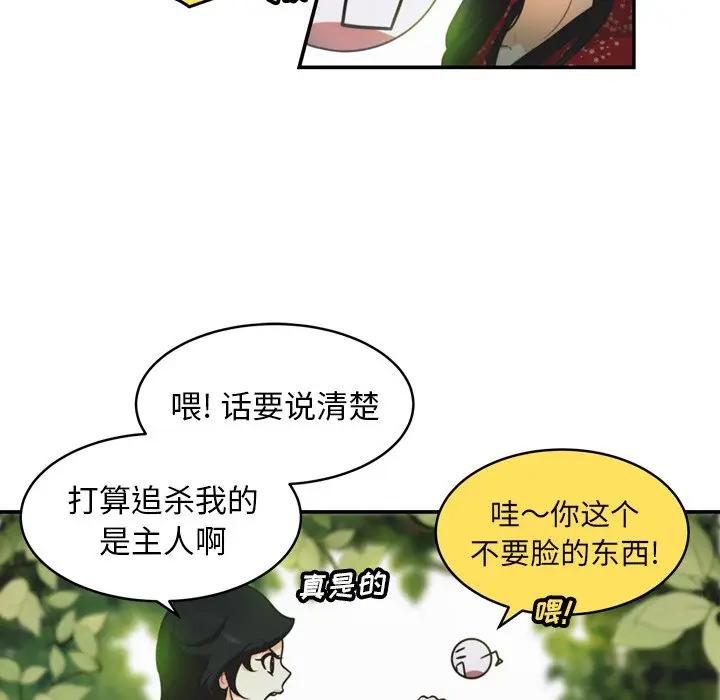 喂! 话要说清楚
打算追杀我的
是主人啊
哇~你这个
不要脸的东西!
真是的
喂!